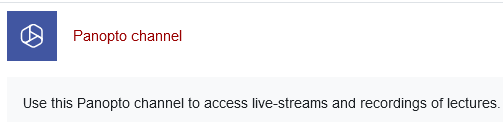 Panopto channel
Use this Panopto channel to access live-streams and recordings of lectures.